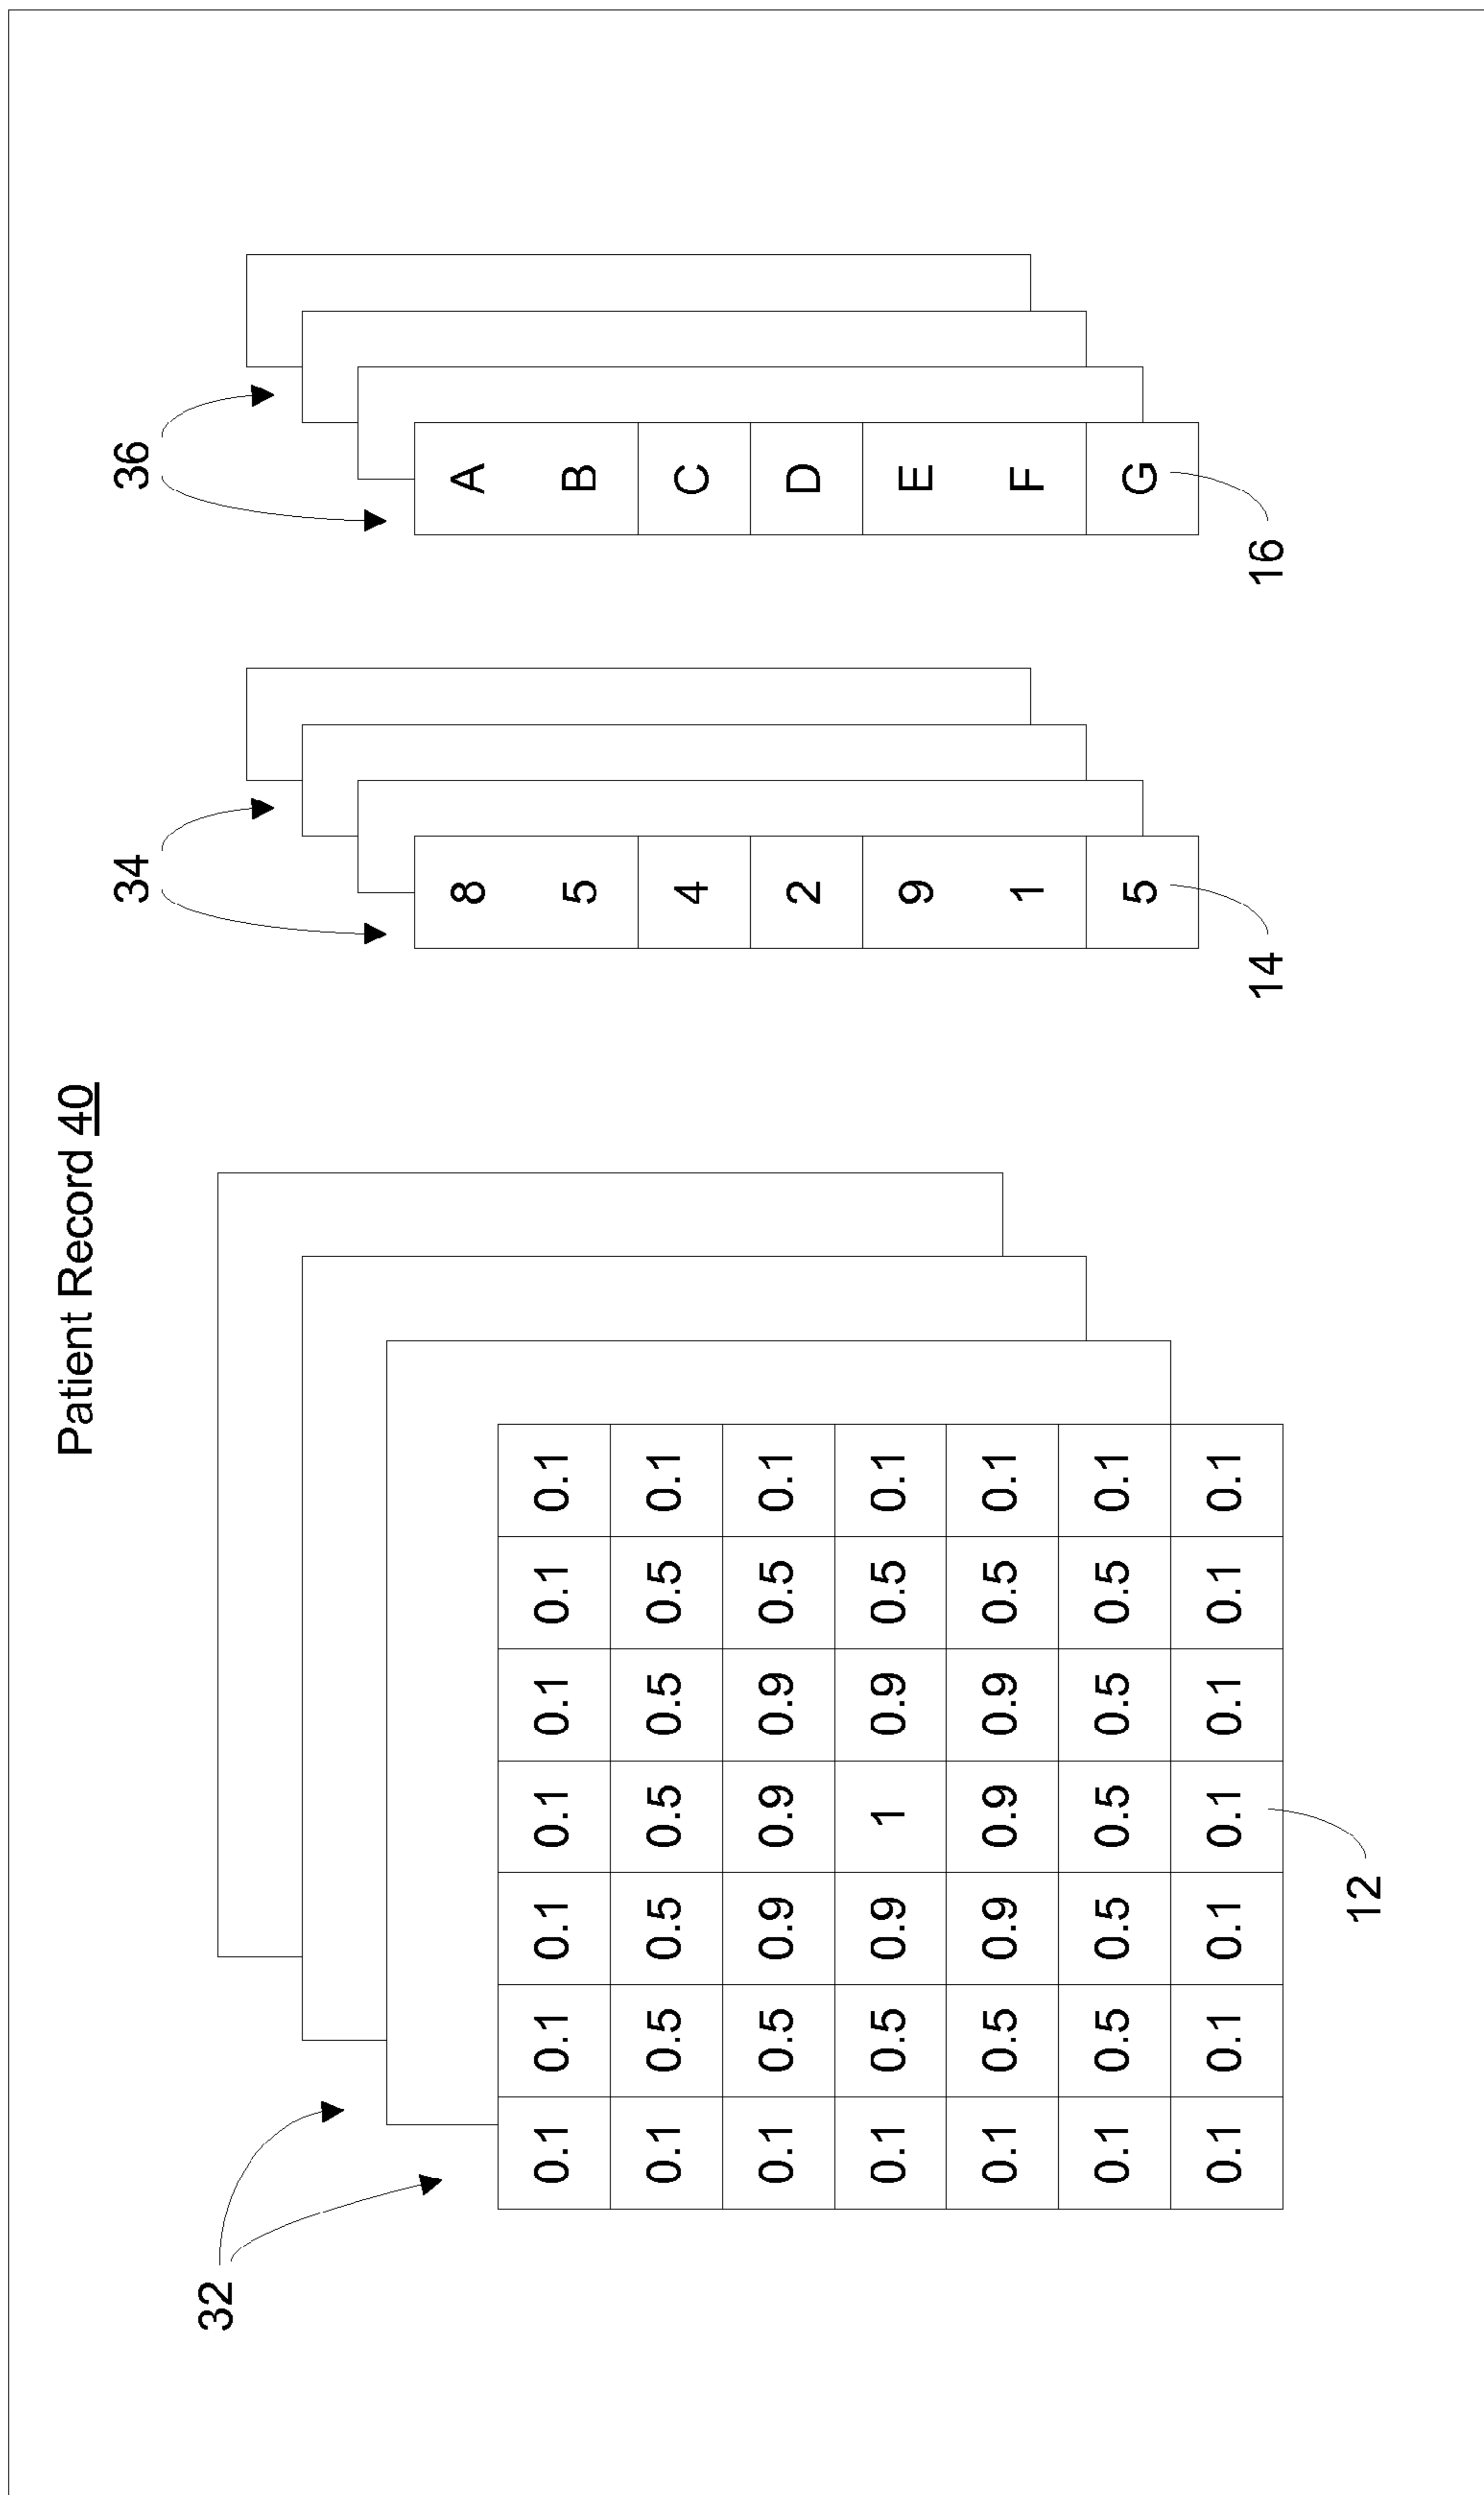 Patient Record 40
34
36
32
0.1 0.1 0.1 0.1 0.1 0.1 0.1
0.1 0.5 0.5 0.5 0.5 0.5 0.1
0.1 0.5 0.9 0.9 0.9 0.5 0.1
0.1 0.5 0.9 1 0.9 0.5 0.1
0.1 0.5 0.9 0.9 0.9 0.5 0.1
0.1 0.5 0.5 0.5 0.5 0.5 0.1
0.1 0.1 0.1 0.1 0.1 0.1 0.1
12
8
5
4
2
9
1
5
14
A
B
C
D
E
F
G
16